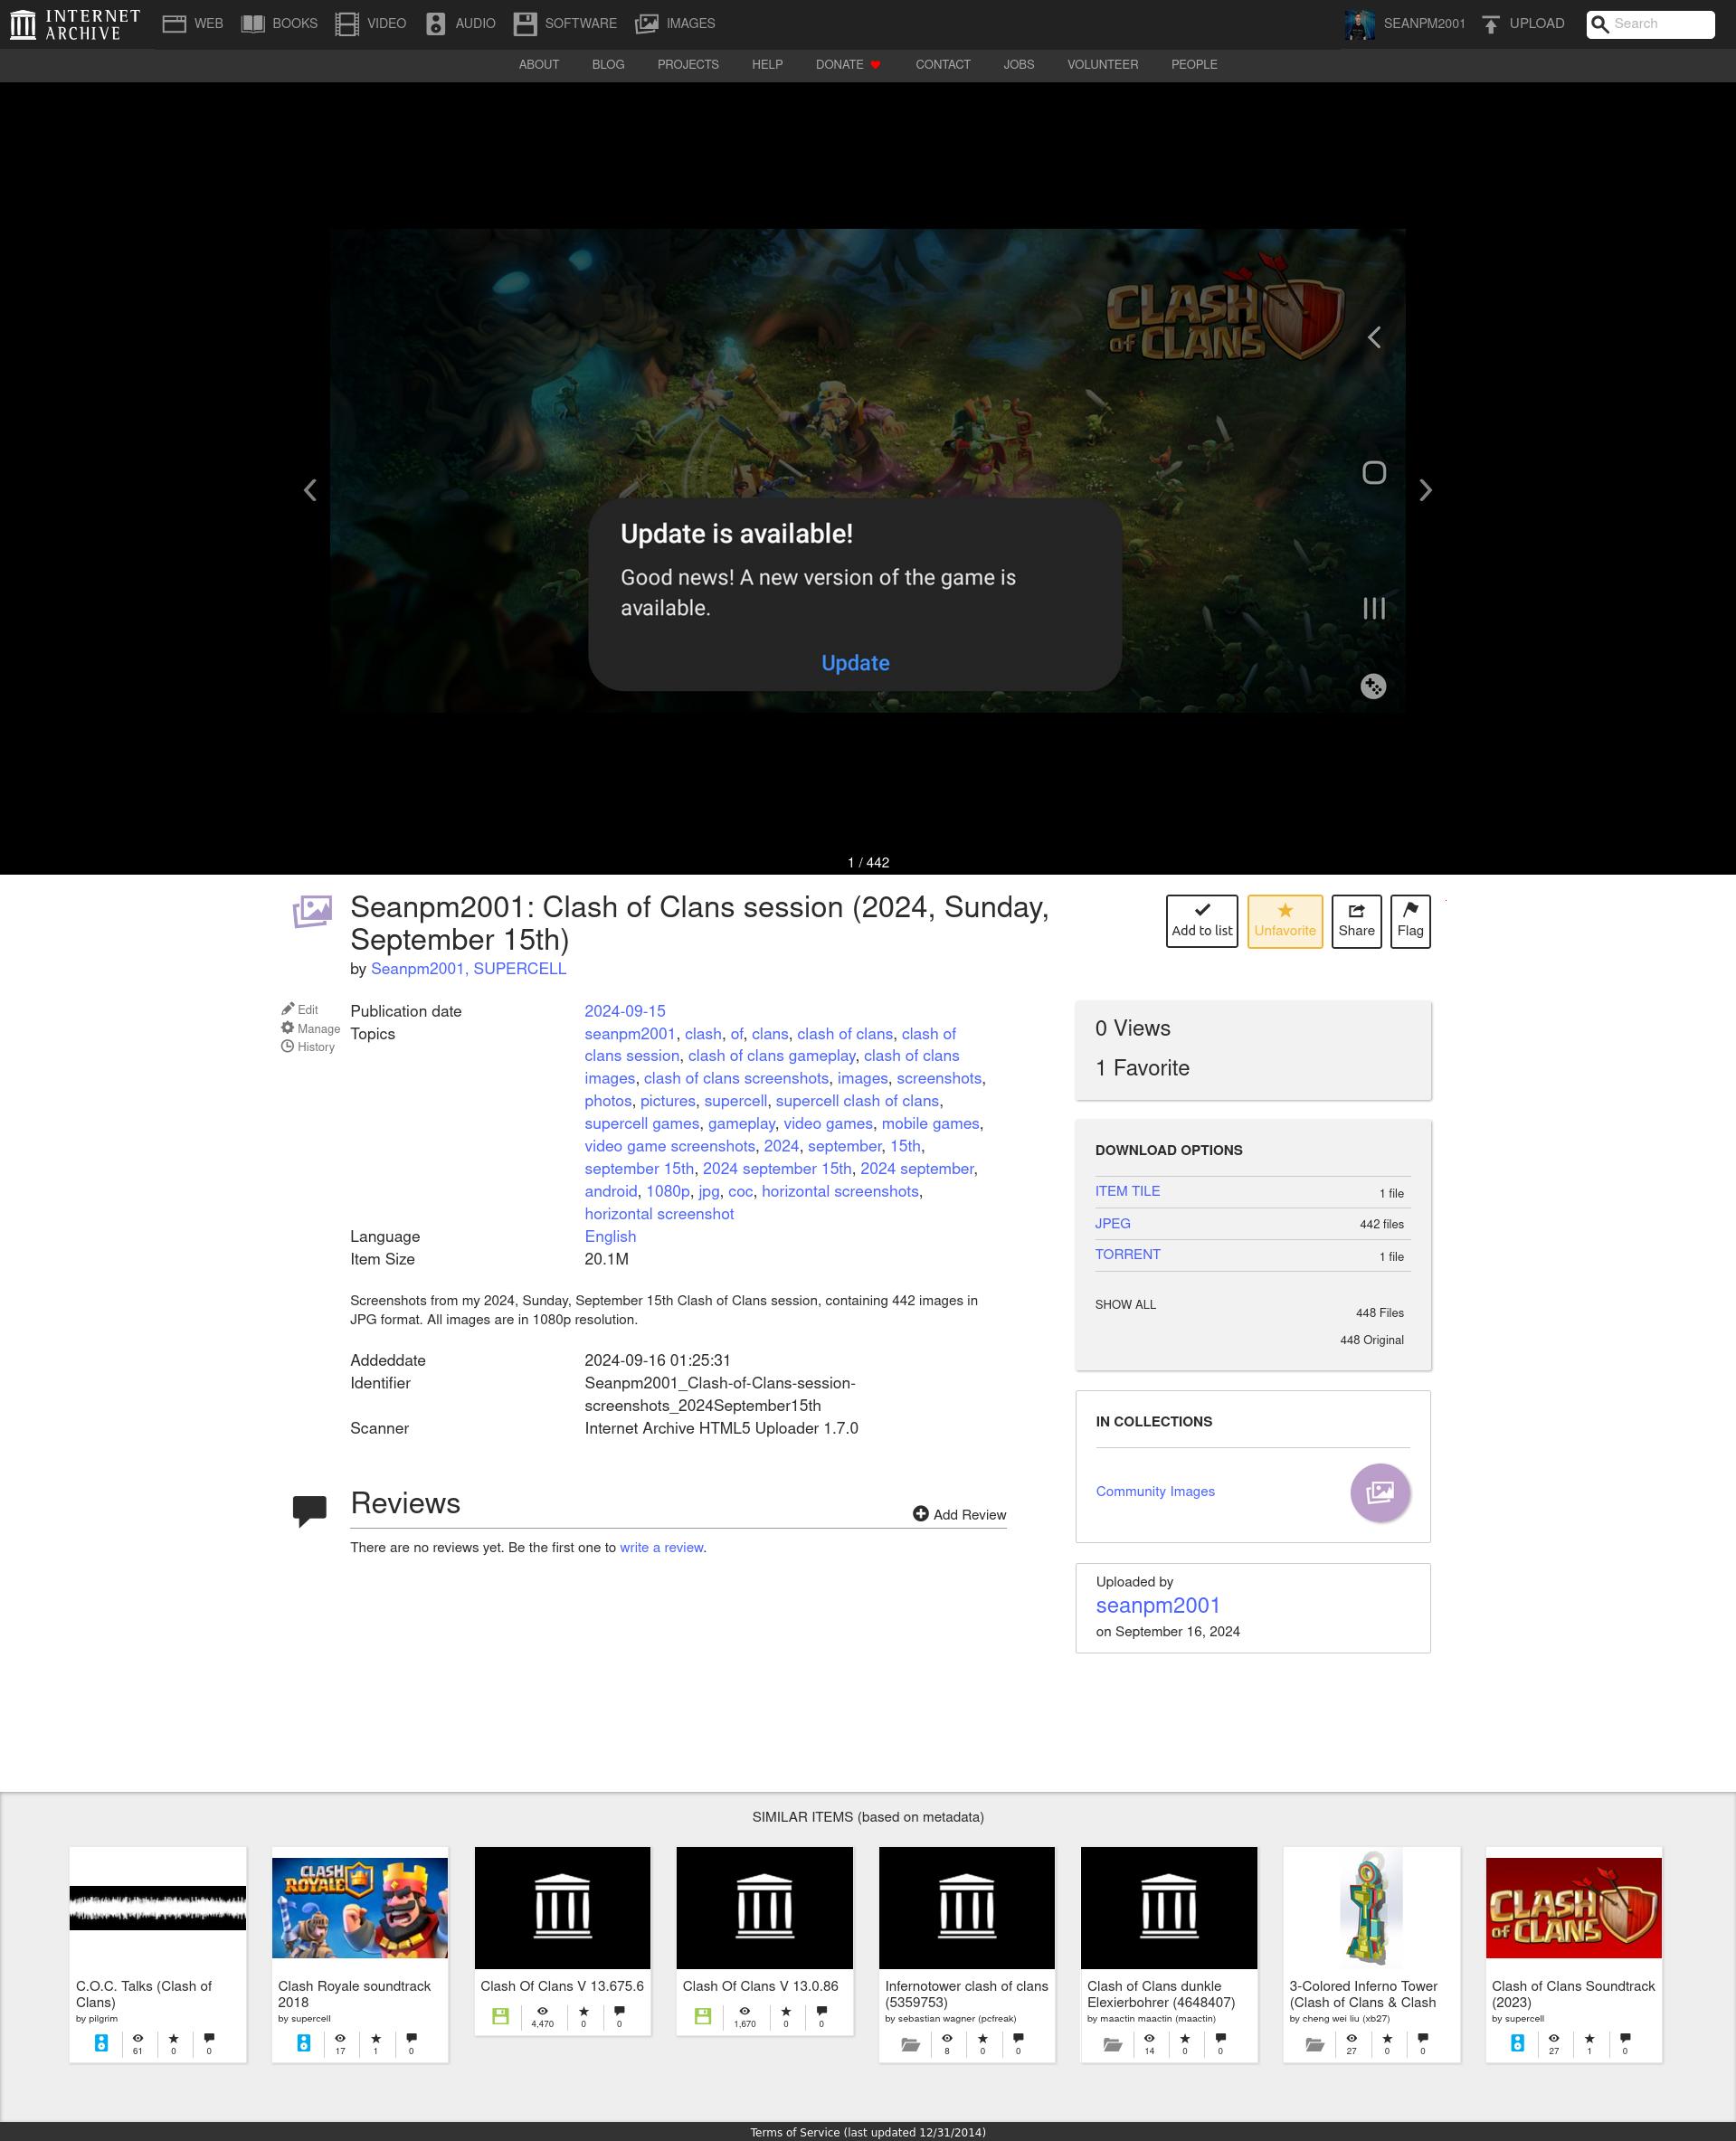 INTERNET ARCHIVE
WEB
BOOKS
VIDEO
AUDIO
SOFTWARE
IMAGES
SEANPM2001
UPLOAD
Search
ABOUT
BLOG
PROJECTS
HELP
DONATE
CONTACT
JOBS
VOLUNTEER
PEOPLE
CLASH
OF CLANS
Update is available!
Good news! A new version of the game is
available.
Update
1 / 442
Seanpm2001: Clash of Clans session (2024, Sunday,
September 15th)
by Seanpm2001, SUPERCELL
Add to list
Unfavorite
Share
Flag
Edit
Manage
History
Publication date 2024-09-15
Topics seanpm2001, clash, of, clans, clash of clans, clash of
clans session, clash of clans gameplay, clash of clans
images, clash of clans screenshots, images, screenshots,
photos, pictures, supercell, supercell clash of clans,
supercell games, gameplay, video games, mobile games,
video game screenshots, 2024, september, 15th,
september 15th, 2024 september 15th, 2024 september,
android, 1080p, jpg, coc, horizontal screenshots,
horizontal screenshot
Language English
Item Size 20.1M
Screenshots from my 2024, Sunday, September 15th Clash of Clans session, containing 442 images in
JPG format. All images are in 1080p resolution.
Addeddate 2024-09-16 01:25:31
Identifier Seanpm2001_Clash-of-Clans-session-
screenshots_2024September15th
Scanner Internet Archive HTML5 Uploader 1.7.0
Reviews
Add Review
There are no reviews yet. Be the first one to write a review.
0 Views
1 Favorite
DOWNLOAD OPTIONS
ITEM TILE 1 file
JPEG 442 files
TORRENT 1 file
SHOW ALL
448 Files
448 Original
IN COLLECTIONS
Community Images
Uploaded by
seanpm2001
on September 16, 2024
SIMILAR ITEMS (based on metadata)
C.O.C. Talks (Clash of
Clans)
by pilgrim
61 0 0
CLASH
ROYALE
Clash Royale soundtrack
2018
by supercell
17 1 0
Clash Of Clans V 13.675.6
4,470 0 0
Clash Of Clans V 13.0.86
1,670 0 0
Infernotower clash of clans
(5359753)
by sebastian wagner (pcfreak)
8 0 0
Clash of Clans dunkle
Elexierbohrer (4648407)
by maactin maactin (maactin)
14 0 0
3-Colored Inferno Tower
(Clash of Clans & Clash
by cheng wei liu (xb27)
27 0 0
CLASH
OF CLANS
Clash of Clans Soundtrack
(2023)
by supercell
27 1 0
Terms of Service (last updated 12/31/2014)